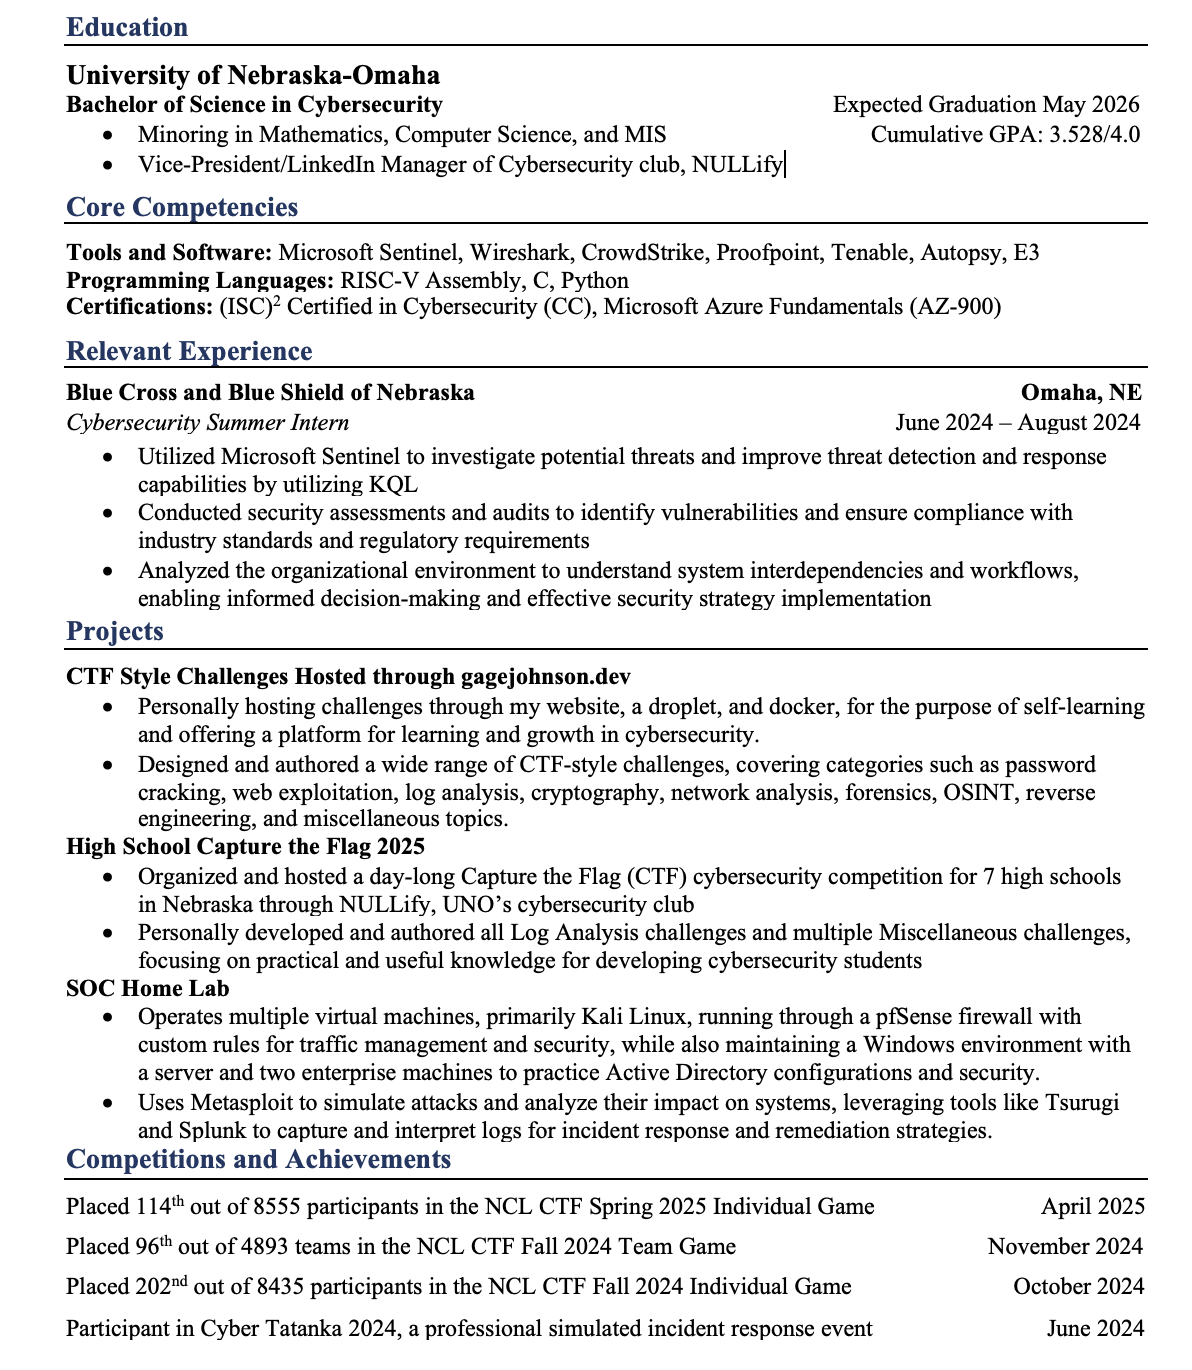 Education
University of Nebraska-Omaha
Bachelor of Science in Cybersecurity Expected Graduation May 2026
• Minoring in Mathematics, Computer Science, and MIS Cumulative GPA: 3.528/4.0
• Vice-President/LinkedIn Manager of Cybersecurity club, NULLify
Core Competencies
Tools and Software: Microsoft Sentinel, Wireshark, CrowdStrike, Proofpoint, Tenable, Autopsy, E3
Programming Languages: RISC-V Assembly, C, Python
Certifications: (ISC)² Certified in Cybersecurity (CC), Microsoft Azure Fundamentals (AZ-900)
Relevant Experience
Blue Cross and Blue Shield of Nebraska Omaha, NE
Cybersecurity Summer Intern June 2024 – August 2024
• Utilized Microsoft Sentinel to investigate potential threats and improve threat detection and response
capabilities by utilizing KQL
• Conducted security assessments and audits to identify vulnerabilities and ensure compliance with
industry standards and regulatory requirements
• Analyzed the organizational environment to understand system interdependencies and workflows,
enabling informed decision-making and effective security strategy implementation
Projects
CTF Style Challenges Hosted through gagejohnson.dev
• Personally hosting challenges through my website, a droplet, and docker, for the purpose of self-learning
and offering a platform for learning and growth in cybersecurity.
• Designed and authored a wide range of CTF-style challenges, covering categories such as password
cracking, web exploitation, log analysis, cryptography, network analysis, forensics, OSINT, reverse
engineering, and miscellaneous topics.
High School Capture the Flag 2025
• Organized and hosted a day-long Capture the Flag (CTF) cybersecurity competition for 7 high schools
in Nebraska through NULLify, UNO’s cybersecurity club
• Personally developed and authored all Log Analysis challenges and multiple Miscellaneous challenges,
focusing on practical and useful knowledge for developing cybersecurity students
SOC Home Lab
• Operates multiple virtual machines, primarily Kali Linux, running through a pfSense firewall with
custom rules for traffic management and security, while also maintaining a Windows environment with
a server and two enterprise machines to practice Active Directory configurations and security.
• Uses Metasploit to simulate attacks and analyze their impact on systems, leveraging tools like Tsurugi
and Splunk to capture and interpret logs for incident response and remediation strategies.
Competitions and Achievements
Placed 114th out of 8555 participants in the NCL CTF Spring 2025 Individual Game April 2025
Placed 96th out of 4893 teams in the NCL CTF Fall 2024 Team Game November 2024
Placed 202nd out of 8435 participants in the NCL CTF Fall 2024 Individual Game October 2024
Participant in Cyber Tatanka 2024, a professional simulated incident response event June 2024